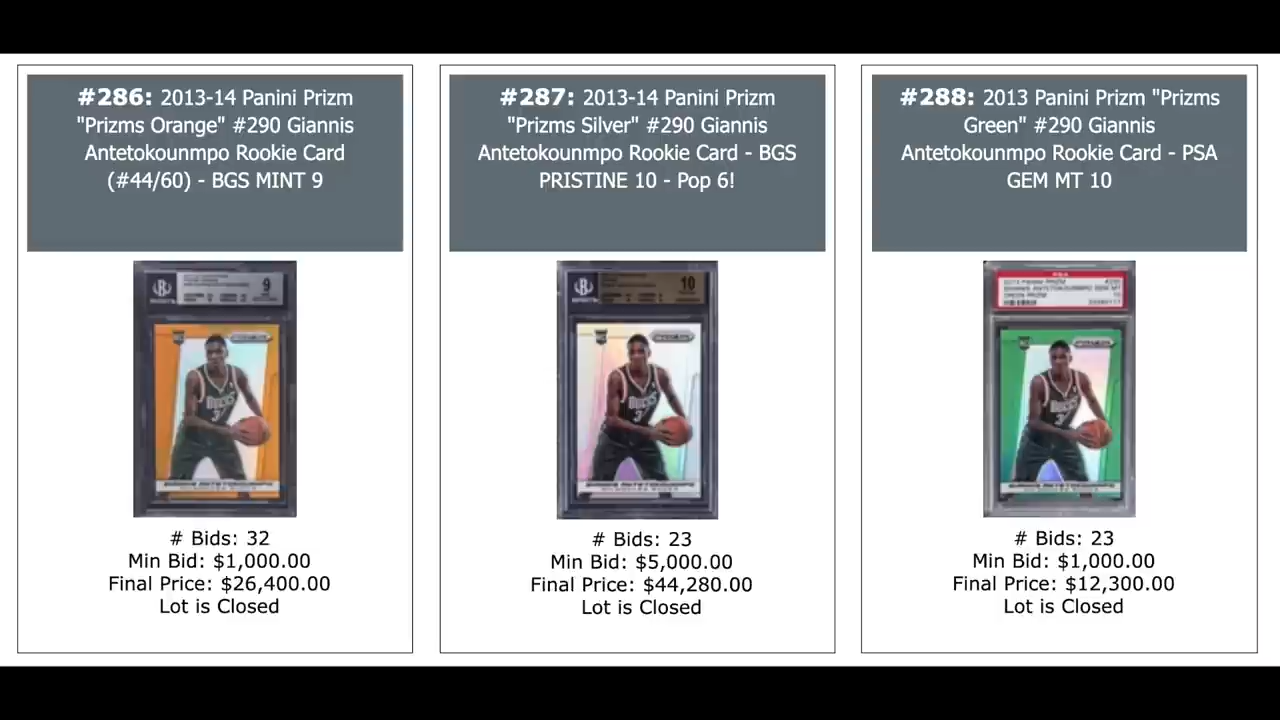 #286: 2013-14 Panini Prizm
"Prizms Orange" #290 Giannis
Antetokounmpo Rookie Card
(#44/60) - BGS MINT 9
9
# Bids: 32
Min Bid: $1,000.00
Final Price: $26,400.00
Lot is Closed
#287: 2013-14 Panini Prizm
"Prizms Silver" #290 Giannis
Antetokounmpo Rookie Card - BGS
PRISTINE 10 - Pop 6!
10
# Bids: 23
Min Bid: $5,000.00
Final Price: $44,280.00
Lot is Closed
#288: 2013 Panini Prizm "Prizms
Green" #290 Giannis
Antetokounmpo Rookie Card - PSA
GEM MT 10
# Bids: 23
Min Bid: $1,000.00
Final Price: $12,300.00
Lot is Closed